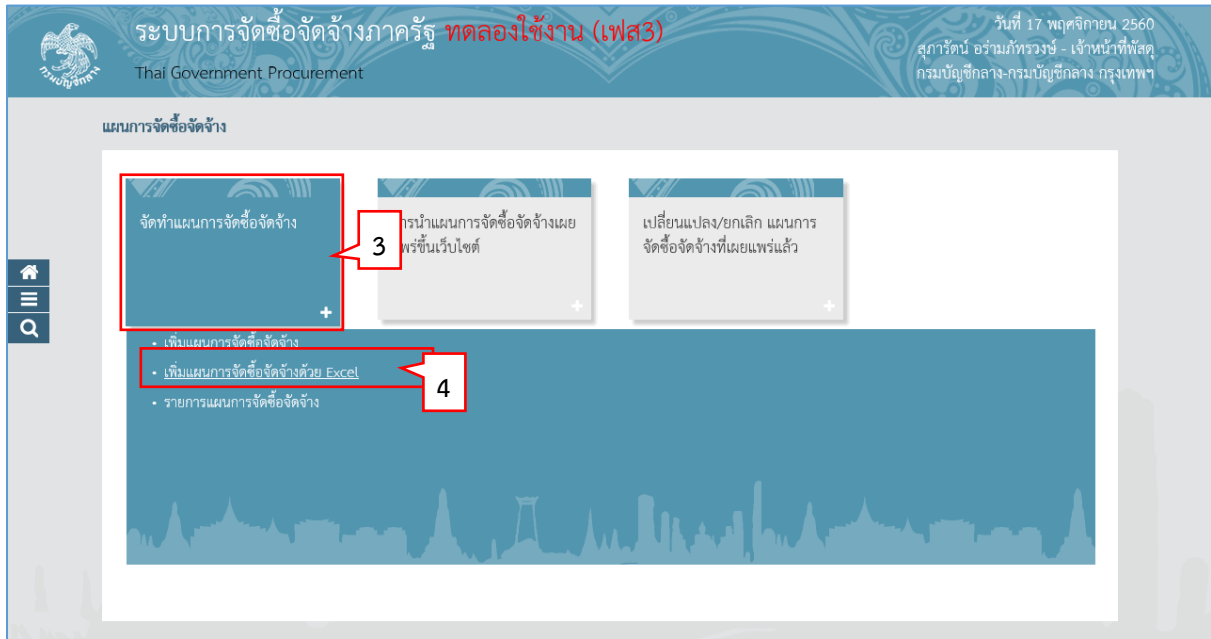 ระบบการจัดซื้อจัดจ้างภาครัฐ ทดลองใช้งาน (เฟส3)
Thai Government Procurement
วันที่ 17 พฤศจิกายน 2560
สุภารัตน์ อร่ามภัทรวงษ์ - เจ้าหน้าที่พัสดุ
กรมบัญชีกลาง-กรมบัญชีกลาง กรุงเทพฯ
กรมบัญชีกลาง
แผนการจัดซื้อจัดจ้าง
จัดทำแผนการจัดซื้อจัดจ้าง
3
รนำแผนการจัดซื้อจัดจ้างเผย
พร่ขึ้นเว็บไซต์
เปลี่ยนแปลง/ยกเลิก แผนการ
จัดซื้อจัดจ้างที่เผยแพร่แล้ว
• เพิ่มแผนการจัดซื้อจัดจ้าง
• เพิ่มแผนการจัดซื้อจัดจ้างด้วย Excel
4
• รายการแผนการจัดซื้อจัดจ้าง